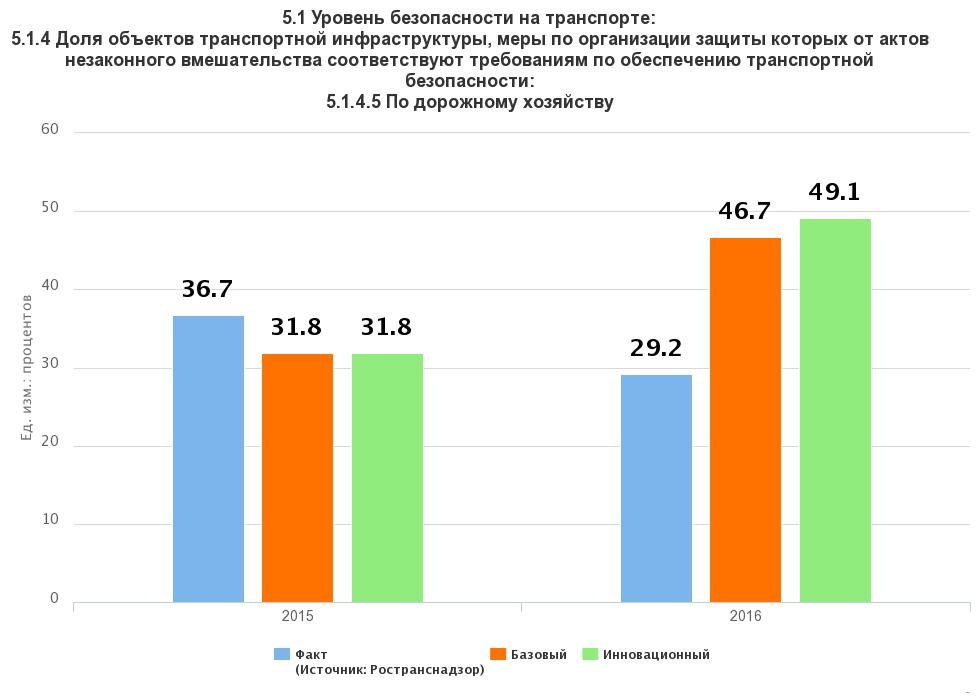 5.1 Уровень безопасности на транспорте:
5.1.4 Доля объектов транспортной инфраструктуры, меры по организации защиты которых от актов
незаконного вмешательства соответствуют требованиям по обеспечению транспортной
безопасности:
5.1.4.5 По дорожному хозяйству
Ед. изм.: процентов
60
50
40
30
20
10
0
36.7
31.8
31.8
29.2
46.7
49.1
2015
2016
Факт
(Источник: Ространснадзор)
Базовый
Инновационный